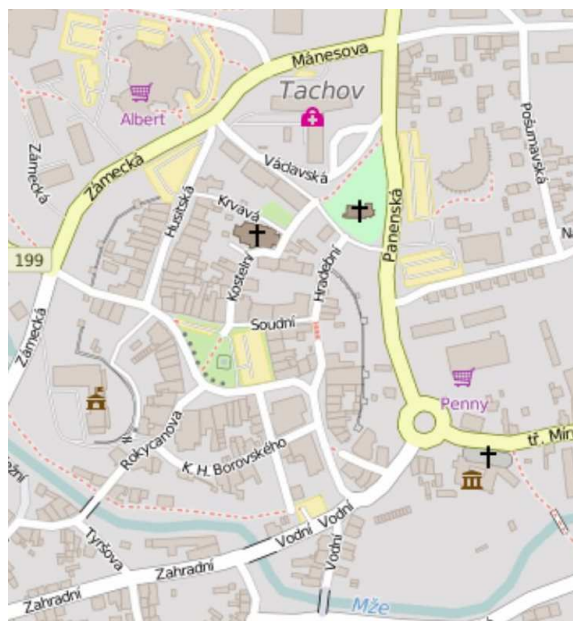 Mánesova
Tachov
Albert
Zámecká
Zámecká
Václavská
Pošumavská
Krvavá
Husitská
Panenská
Kostelní
Hradební
199
Soudní
Zámecká
Penny
Rokycanova
K. H. Borovského
tř. Mír
Tyršova
Vodní
Vodní
Vodní
Zahradní
Zahradní
Mže